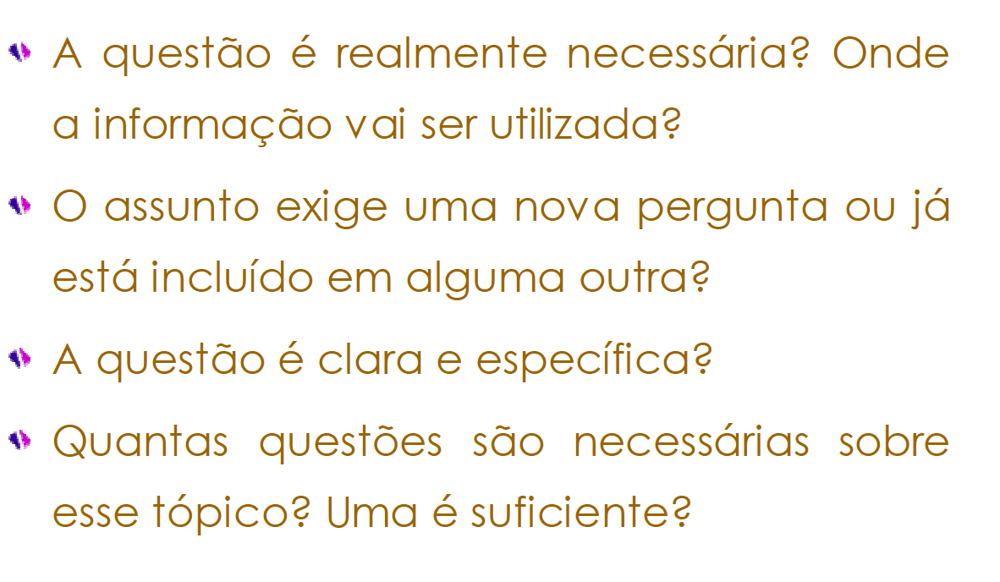 A questão é realmente necessária? Onde
a informação vai ser utilizada?
O assunto exige uma nova pergunta ou já
está incluído em alguma outra?
A questão é clara e específica?
Quantas questões são necessárias sobre
esse tópico? Uma é suficiente?